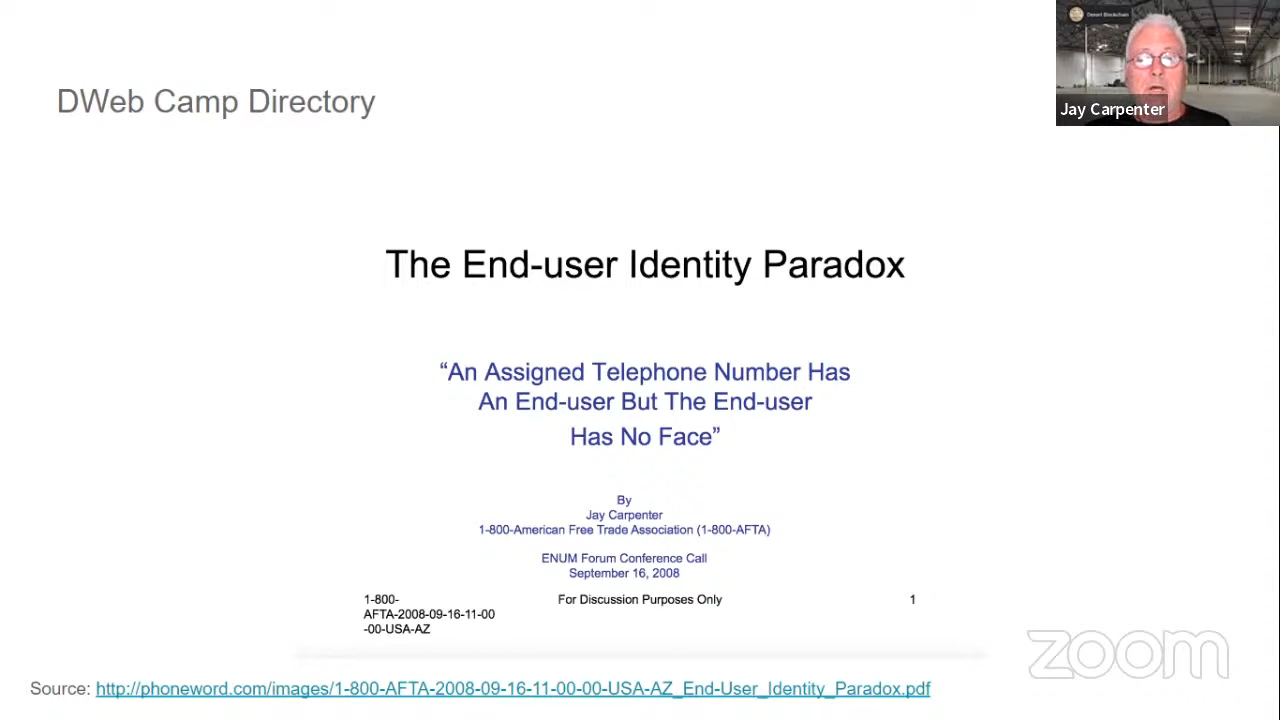 Desert Blockchain
Jay Carpenter
DWeb Camp Directory
The End-user Identity Paradox
“An Assigned Telephone Number Has
An End-user But The End-user
Has No Face”
By
Jay Carpenter
1-800-American Free Trade Association (1-800-AFTA)
ENUM Forum Conference Call
September 16, 2008
1-800-
AFTA-2008-09-16-11-00
-00-USA-AZ
For Discussion Purposes Only
1
zoom
Source: http://phoneword.com/images/1-800-AFTA-2008-09-16-11-00-00-USA-AZ_End-User_Identity_Paradox.pdf